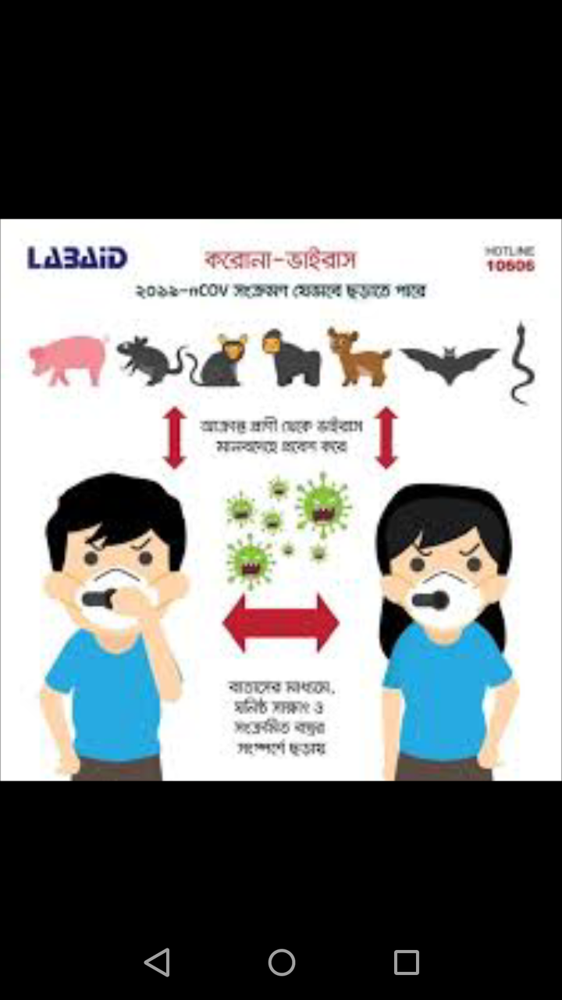 LABAID
করোনা-ভাইরাস
HOTLINE
10606
২০১৯-nCOV সংক্রমণ যেভাবে ছড়াতে পারে
আক্রান্ত প্রাণী থেকে ভাইরাস
মানবদেহে প্রবেশ করে
বাতাসের মাধ্যমে,
ঘনিষ্ঠ সাক্ষাৎ ও
সংক্রমিত বস্তুর
সংস্পর্শে ছড়ায়